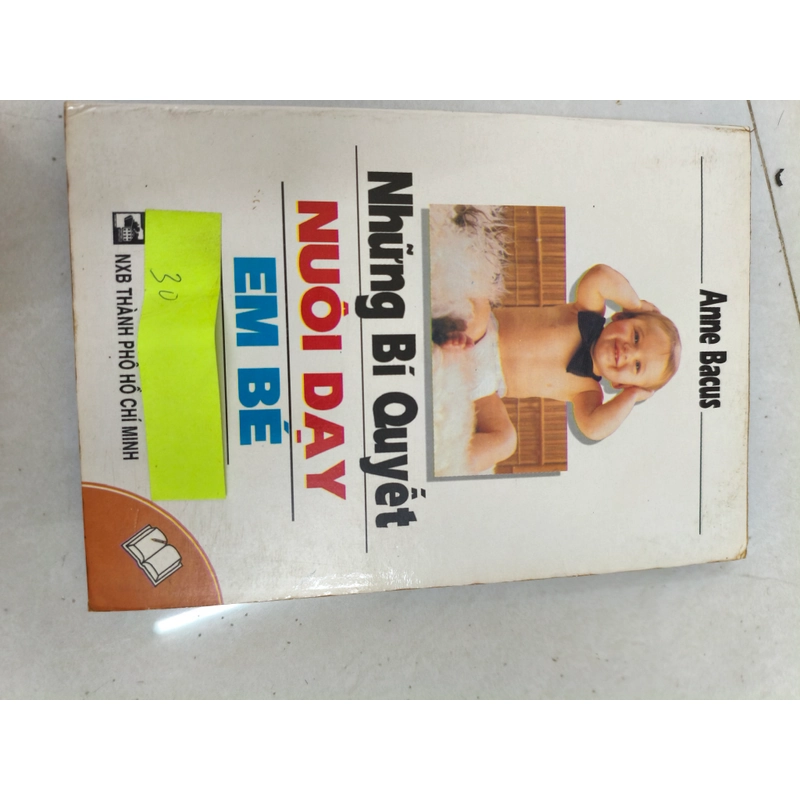 Anne Bacus
Những Bí Quyết
NUÔI DẠY
EM BÉ
30
NXB THÀNH PHỐ HỒ CHÍ MINH